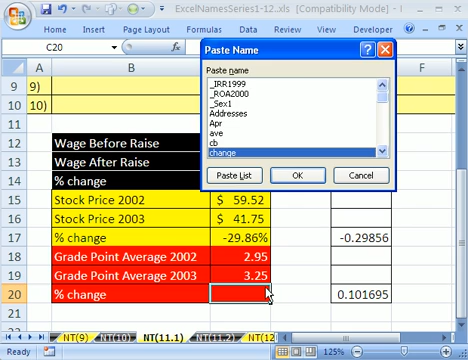 ExcelNamesSeries1-12.xls [Compatibility Mode] -
Home Insert Page Layout Formulas Data Review View Developer
C20
Paste Name
Paste name
_IRR1999
_ROA2000
_Sex1
Addresses
Apr
ave
cb
change
Paste List OK Cancel
A B F
9 9)
10 10)
11
12 Wage Before Raise
13 Wage After Raise
14 % change
15 Stock Price 2002 $ 59.52
16 Stock Price 2003 $ 41.75
17 % change -29.86% -0.29856
18 Grade Point Average 2002 2.95
19 Grade Point Average 2003 3.25
20 % change 0.101695
21
NT(9) NT(10) NT(11.1) NT(11.2) NT(12
Ready 125%